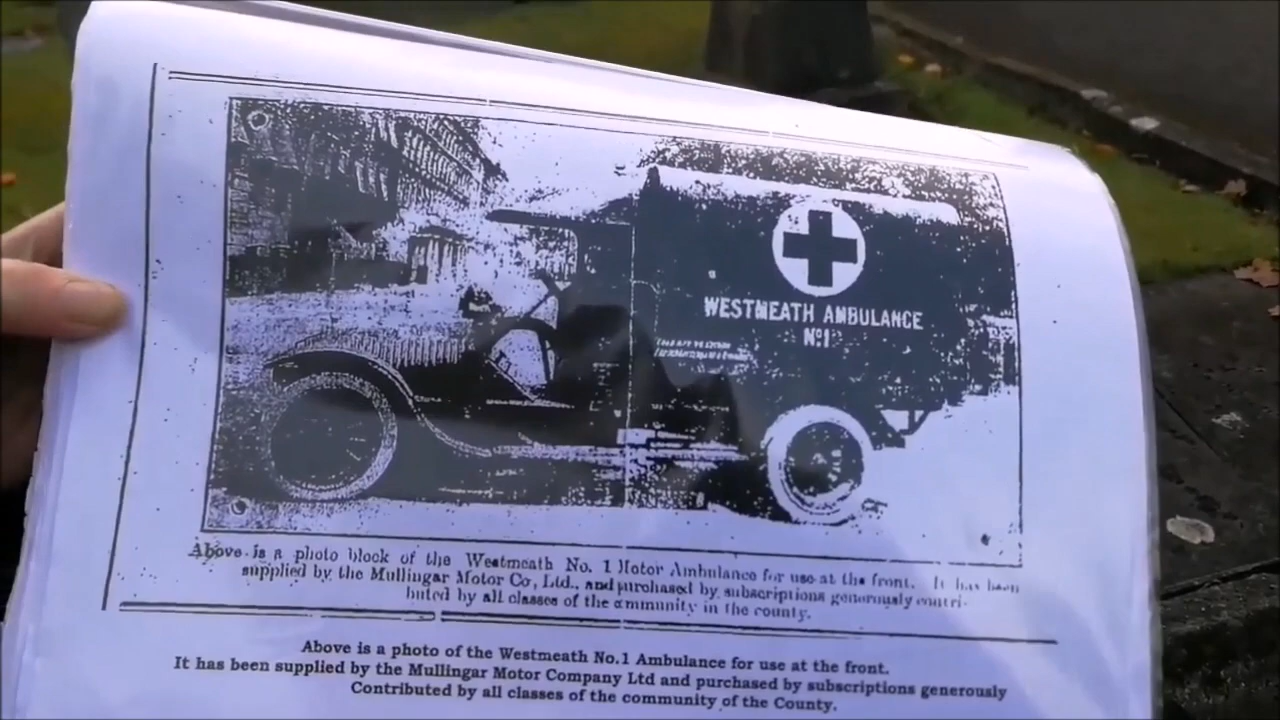 WESTMEATH AMBULANCE
Nº1
Above is a photo block of the Westmeath No. 1 Motor Ambulance for use at the front. It has been
supplied by the Mullingar Motor Co, Ltd., and purchased by subscriptions generously contri-
buted by all classes of the ommunity in the county.
Above is a photo of the Westmeath No.1 Ambulance for use at the front.
It has been supplied by the Mullingar Motor Company Ltd and purchased by subscriptions generously
Contributed by all classes of the community of the County.